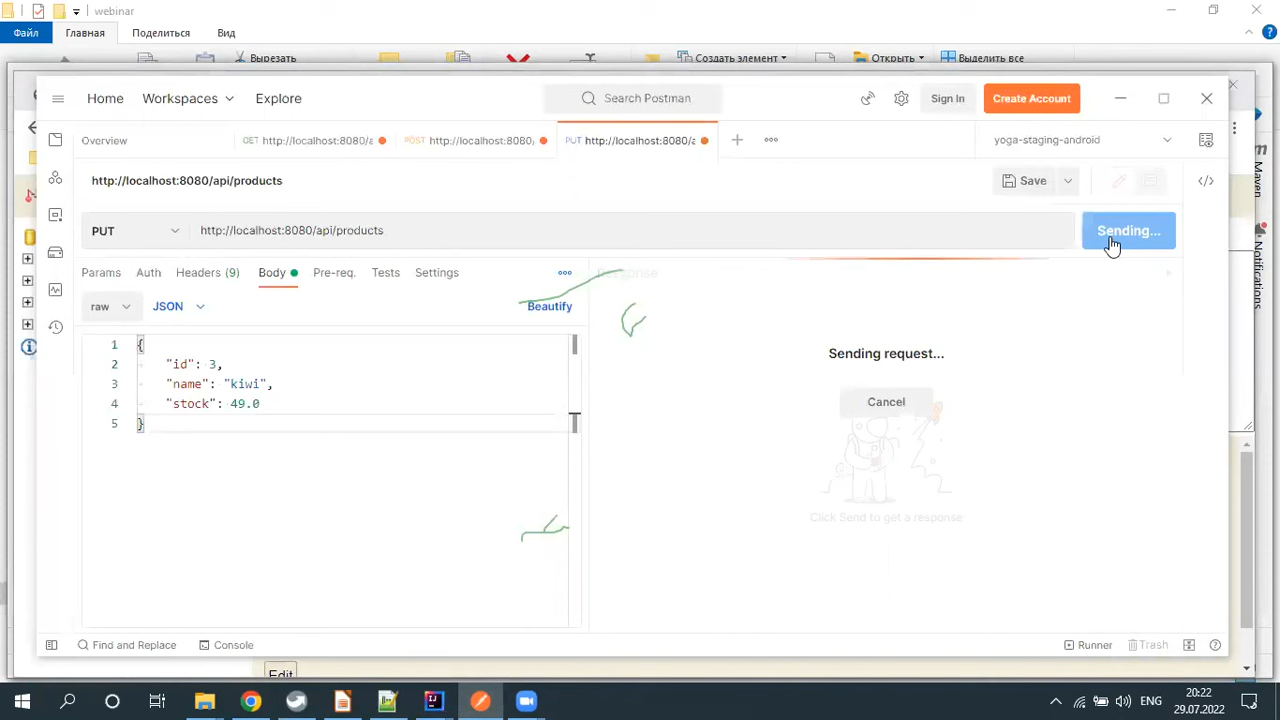 webinar
Файл Главная Поделиться Вид
Вырезать Создать элемент Открыть Выделить все
Home Workspaces Explore Search Postman Sign In Create Account
Overview GET http://localhost:8080/a POST http://localhost:8080/ PUT http://localhost:8080/a yoga-staging-android
http://localhost:8080/api/products Save
PUT http://localhost:8080/api/products Sending...
Params Auth Headers (9) Body Pre-req. Tests Settings Response
raw JSON Beautify
1 {
2 "id": 3,
3 "name": "kiwi",
4 "stock": 49.0
5 }
Sending request...
Cancel
Click Send to get a response
Maven
Notifications
Find and Replace Console Runner Trash
Edit
ENG 20:22
29.07.2022